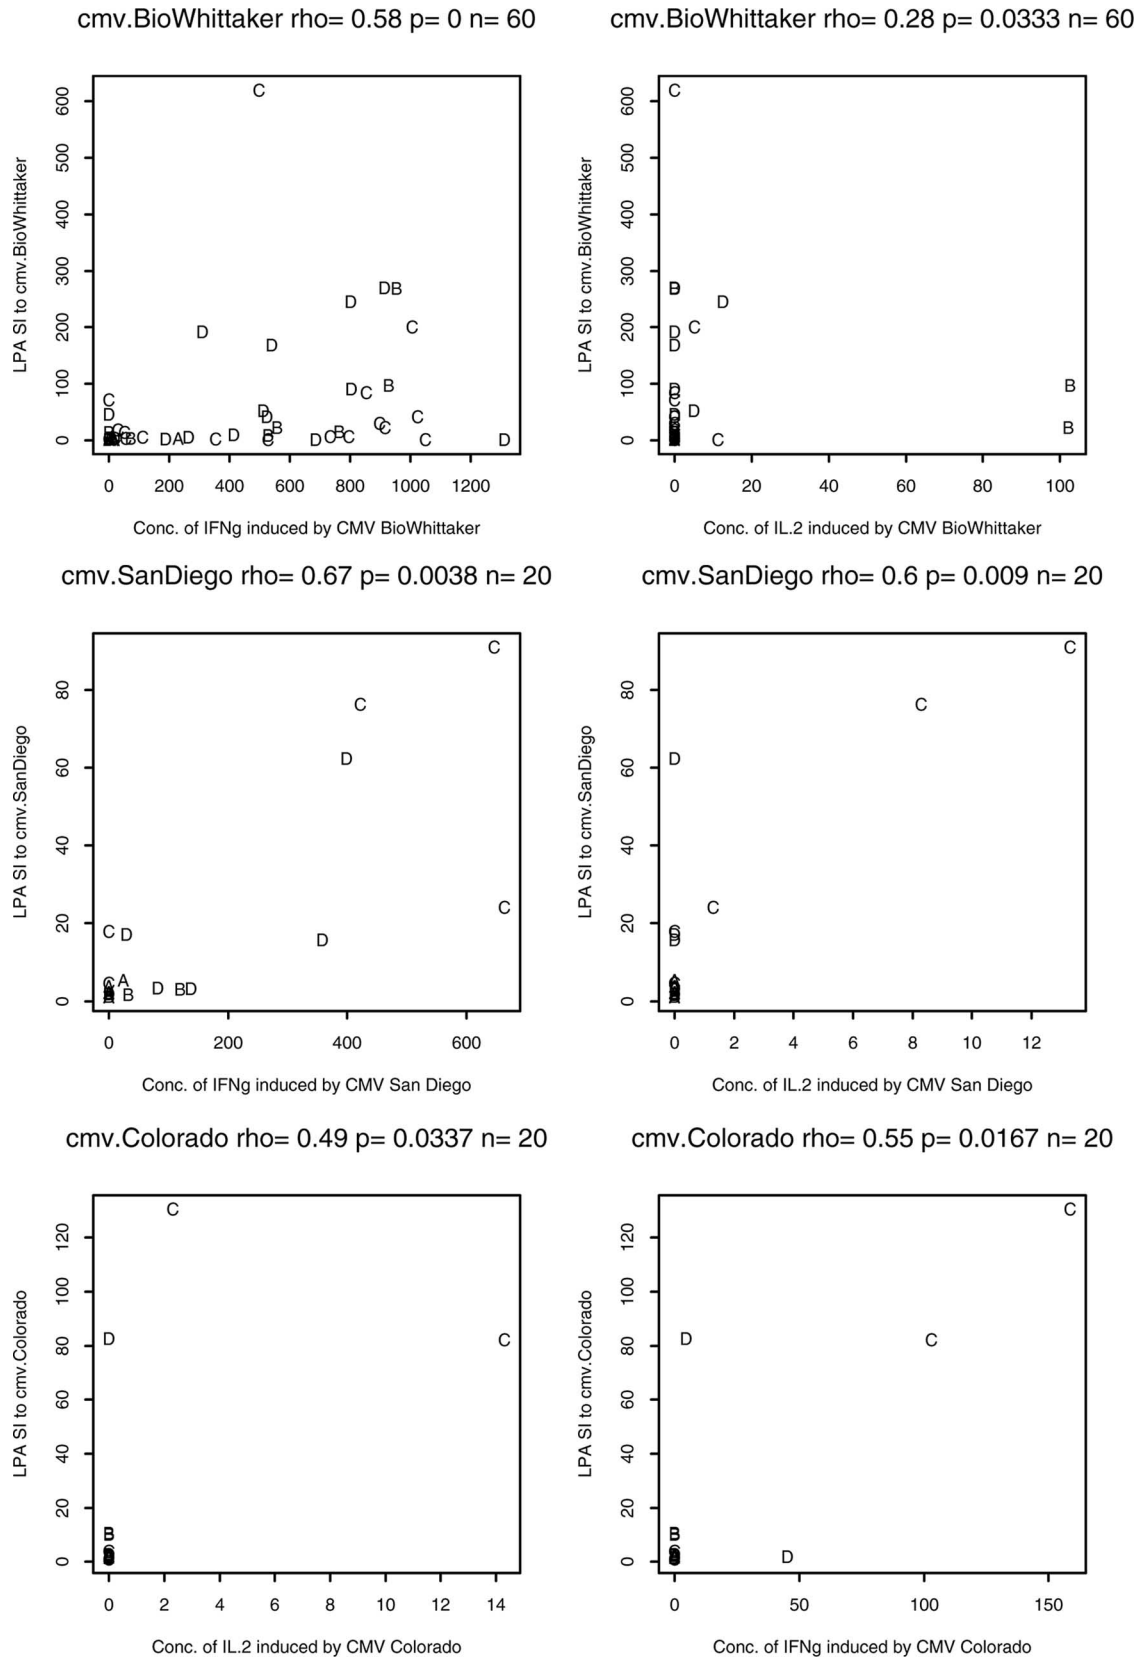 cmv.BioWhittaker rho= 0.58 p= 0 n= 60
LPA SI to cmv.BioWhittaker
0 100 200 300 400 500 600
C
D B
D
C
D
D
C
D C B
D
C
C
0 200 400 600 800 1000 1200
Conc. of IFNg induced by CMV BioWhittaker
cmv.BioWhittaker rho= 0.28 p= 0.0333 n= 60
LPA SI to cmv.BioWhittaker
0 100 200 300 400 500 600
C
D
C
D
D
B
D
B
C
0 20 40 60 80 100
Conc. of IL.2 induced by CMV BioWhittaker
cmv.SanDiego rho= 0.67 p= 0.0038 n= 20
LPA SI to cmv.SanDiego
0 20 40 60 80
C
C
D
C
C D
D
A
B
D B D
0 200 400 600
Conc. of IFNg induced by CMV San Diego
cmv.SanDiego rho= 0.6 p= 0.009 n= 20
LPA SI to cmv.SanDiego
0 20 40 60 80
C
C
D
C
0 2 4 6 8 10 12
Conc. of IL.2 induced by CMV San Diego
cmv.Colorado rho= 0.49 p= 0.0337 n= 20
LPA SI to cmv.Colorado
0 20 40 60 80 100 120
C
D C
B
0 2 4 6 8 10 12 14
Conc. of IL.2 induced by CMV Colorado
cmv.Colorado rho= 0.55 p= 0.0167 n= 20
LPA SI to cmv.Colorado
0 20 40 60 80 100 120
C
D C
B
D
0 50 100 150
Conc. of IFNg induced by CMV Colorado